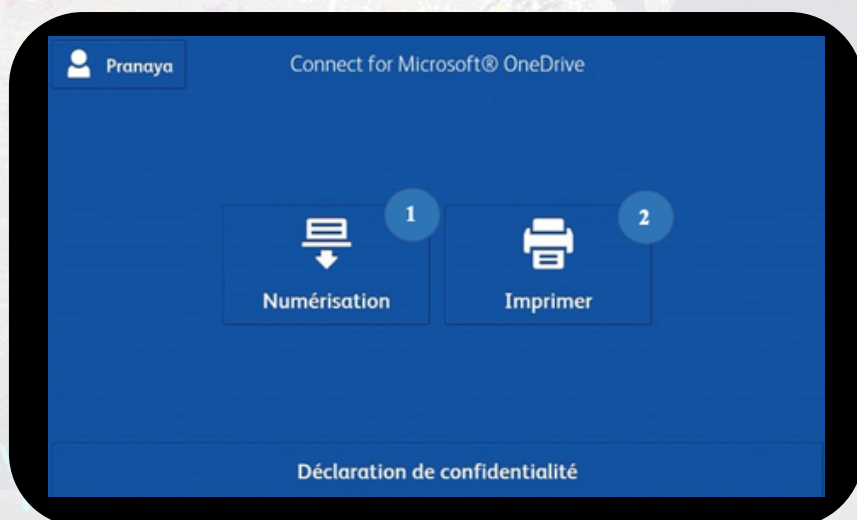 Pranaya
Connect for Microsoft® OneDrive
1
2
Numérisation
Imprimer
Déclaration de confidentialité